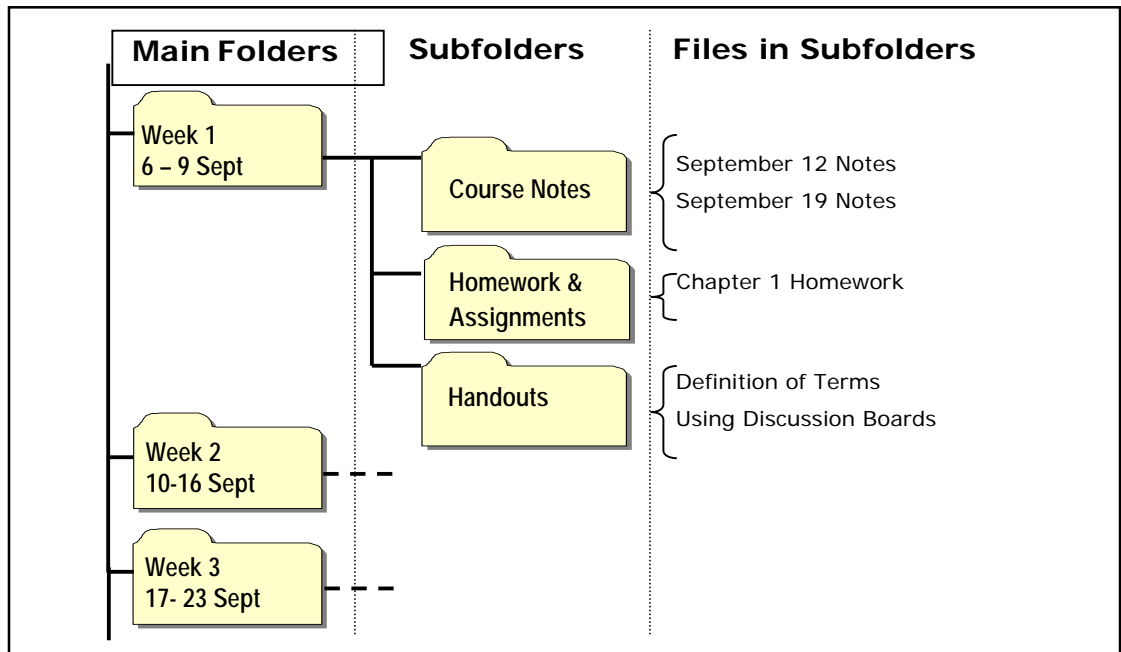 Main Folders
Subfolders
Files in Subfolders
Week 1
6 – 9 Sept
Course Notes
September 12 Notes
September 19 Notes
Homework &
Assignments
Chapter 1 Homework
Handouts
Definition of Terms
Using Discussion Boards
Week 2
10-16 Sept
Week 3
17- 23 Sept